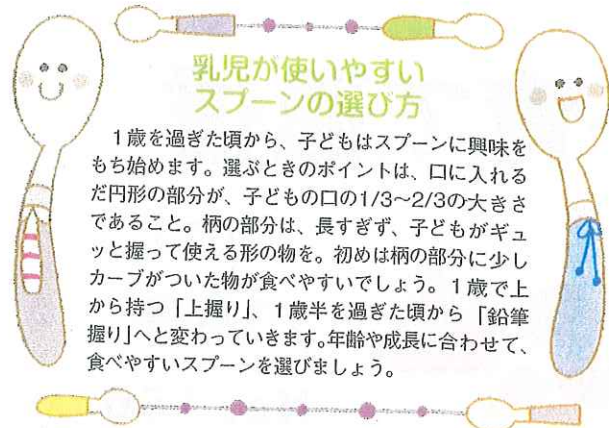 乳児が使いやすい
スプーンの選び方
1歳を過ぎた頃から、子どもはスプーンに興味を
もち始めます。選ぶときのポイントは、口に入れる
だ円形の部分が、子どもの口の1/3〜2/3の大きさ
であること。柄の部分は、長すぎず、子どもがギュ
ッと握って使える形の物を。初めは柄の部分に少し
カーブがついた物が食べやすいでしょう。1歳で上
から持つ「上握り」、1歳半を過ぎた頃から「鉛筆
握り」へと変わっていきます。年齢や成長に合わせて、
食べやすいスプーンを選びましょう。